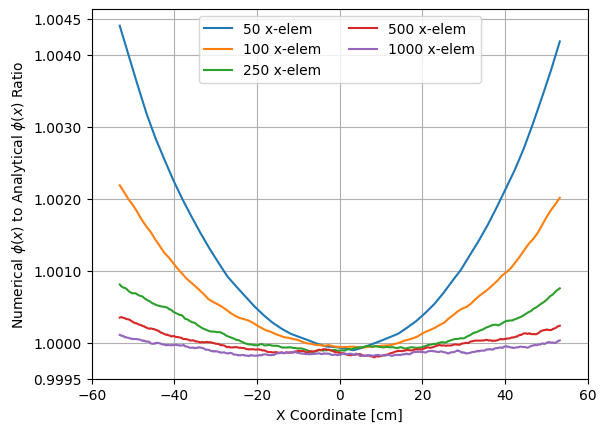 50 x-elem
100 x-elem
250 x-elem
500 x-elem
1000 x-elem
Numerical ϕ(x) to Analytical ϕ(x) Ratio
1.0045
1.0040
1.0030
1.0020
1.0010
1.0000
0.9995
−60
−40
−20
0
20
40
60
X Coordinate [cm]